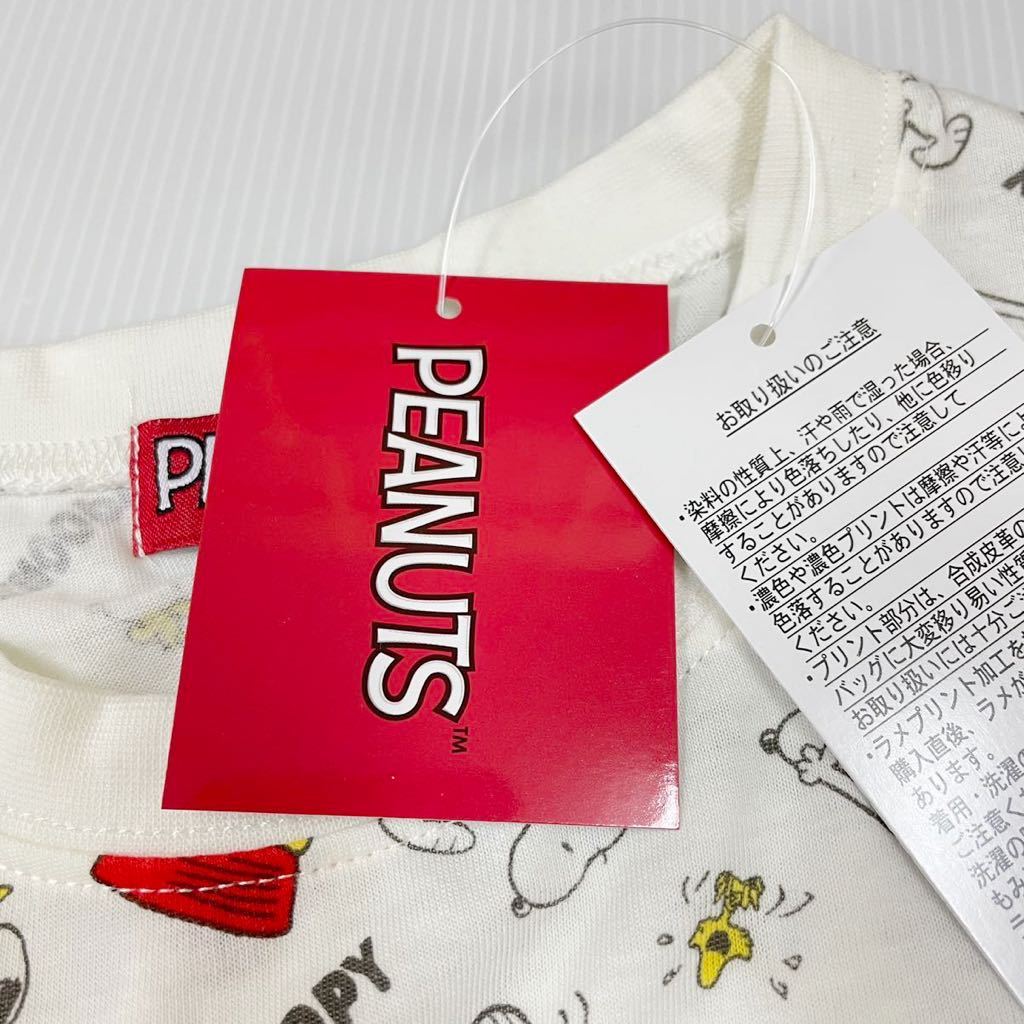 PEANUTS™
お取り扱いのご注意
・染料の性質上、汗や雨で湿った場合、
摩擦により色落ちしたり、他に色移り
することがありますので注意して
ください。
・濃色や濃色プリントは摩擦や汗等によ
色落することがありますので注意
ください。
・プリント部分は、合成皮革の
バッグに大変移り易い性質
お取り扱いには十分ご
・ラメプリント加工を
購入直後、ラメが
あります。
着用・洗濯の
ご注意く
洗濯の
もみ